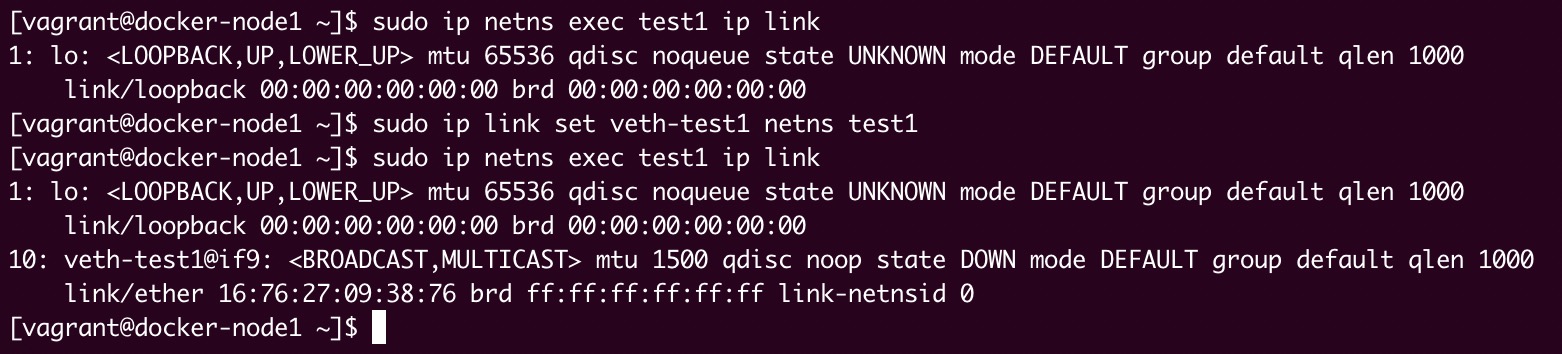 [vagrant@docker-node1 ~]$ sudo ip netns exec test1 ip link
1: lo: <LOOPBACK,UP,LOWER_UP> mtu 65536 qdisc noqueue state UNKNOWN mode DEFAULT group default qlen 1000
    link/loopback 00:00:00:00:00:00 brd 00:00:00:00:00:00
[vagrant@docker-node1 ~]$ sudo ip link set veth-test1 netns test1
[vagrant@docker-node1 ~]$ sudo ip netns exec test1 ip link
1: lo: <LOOPBACK,UP,LOWER_UP> mtu 65536 qdisc noqueue state UNKNOWN mode DEFAULT group default qlen 1000
    link/loopback 00:00:00:00:00:00 brd 00:00:00:00:00:00
10: veth-test1@if9: <BROADCAST,MULTICAST> mtu 1500 qdisc noop state DOWN mode DEFAULT group default qlen 1000
    link/ether 16:76:27:09:38:76 brd ff:ff:ff:ff:ff:ff link-netnsid 0
[vagrant@docker-node1 ~]$